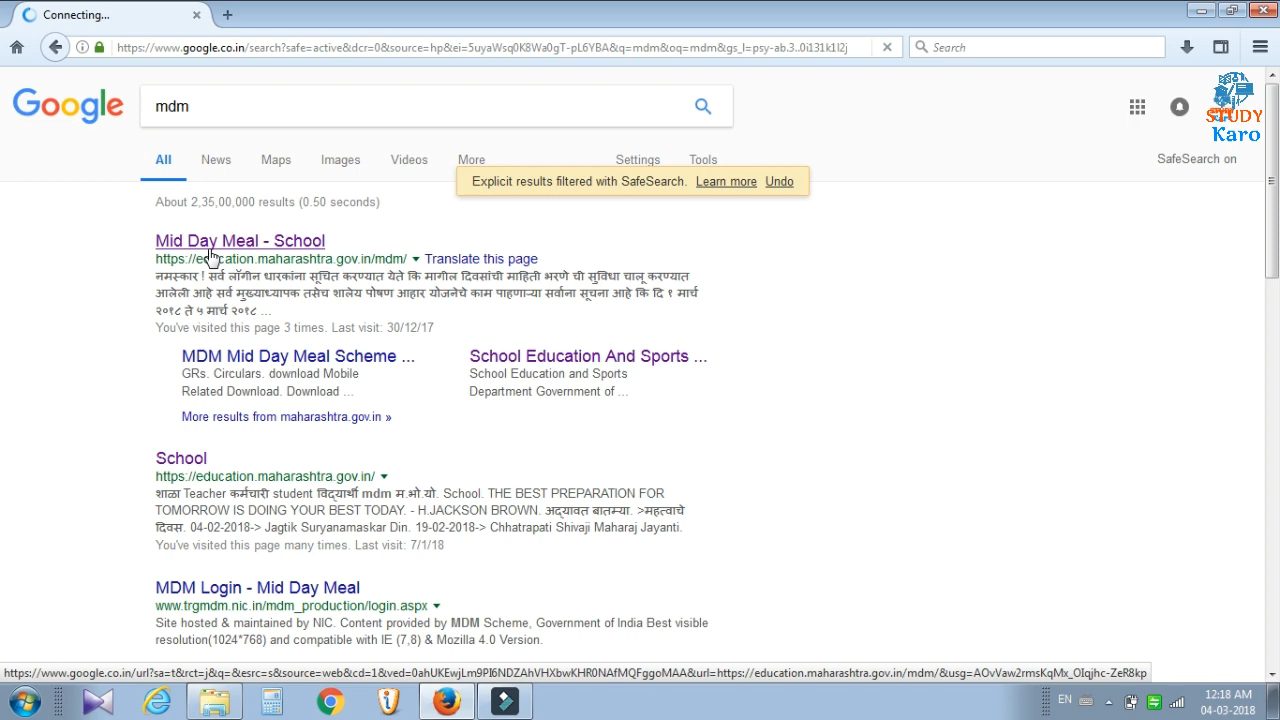 Connecting...
https://www.google.co.in/search?safe=active&dcr=0&source=hp&ei=5uyaWsq0K8Wa0gT-pL6YBA&q=mdm&oq=mdm&gs_l=psy-ab.3..0i131k1l2j
Search
Google
mdm
STUDY
Karo
All News Maps Images Videos More Settings Tools
SafeSearch on
Explicit results filtered with SafeSearch. Learn more Undo
About 2,35,00,000 results (0.50 seconds)
Mid Day Meal - School
https://education.maharashtra.gov.in/mdm/ Translate this page
नमस्कार ! सर्व लॉगीन धारकांना सूचित करण्यात येते कि मागील दिवसांची माहिती भरणे ची सुविधा चालू करण्यात
आलेली आहे सर्व मुख्याध्यापक तसेच शालेय पोषण आहार योजनेचे काम पाहणाऱ्या सर्वाना सूचना आहे कि दि १ मार्च
२०१८ ते ५ मार्च २०१८ ...
You've visited this page 3 times. Last visit: 30/12/17
MDM Mid Day Meal Scheme ...
GRs. Circulars. download Mobile
Related Download. Download ...
School Education And Sports ...
School Education and Sports
Department Government of ...
More results from maharashtra.gov.in »
School
https://education.maharashtra.gov.in/
शाळा Teacher कर्मचारी student विद्यार्थी mdm म.भो.यो. School. THE BEST PREPARATION FOR
TOMORROW IS DOING YOUR BEST TODAY. - H.JACKSON BROWN. अद्यावत बातम्या. >महत्वाचे
दिवस. 04-02-2018-> Jagtik Suryanamaskar Din. 19-02-2018-> Chhatrapati Shivaji Maharaj Jayanti.
You've visited this page many times. Last visit: 7/1/18
MDM Login - Mid Day Meal
www.trgmdm.nic.in/mdm_production/login.aspx
Site hosted & maintained by NIC. Content provided by MDM Scheme, Government of India Best visible
resolution(1024*768) and compatible with IE (7,8) & Mozilla 4.0 Version.
https://www.google.co.in/url?sa=t&rct=j&q=&esrc=s&source=web&cd=1&ved=0ahUKEwjLm9PI6NDZAhVHXbwKHR0NAfMQFggoMAA&url=https://education.maharashtra.gov.in/mdm/&usg=AOvVaw2rmsKqMx_OIqjhc-ZeR8kp
EN
12:18 AM
04-03-2018